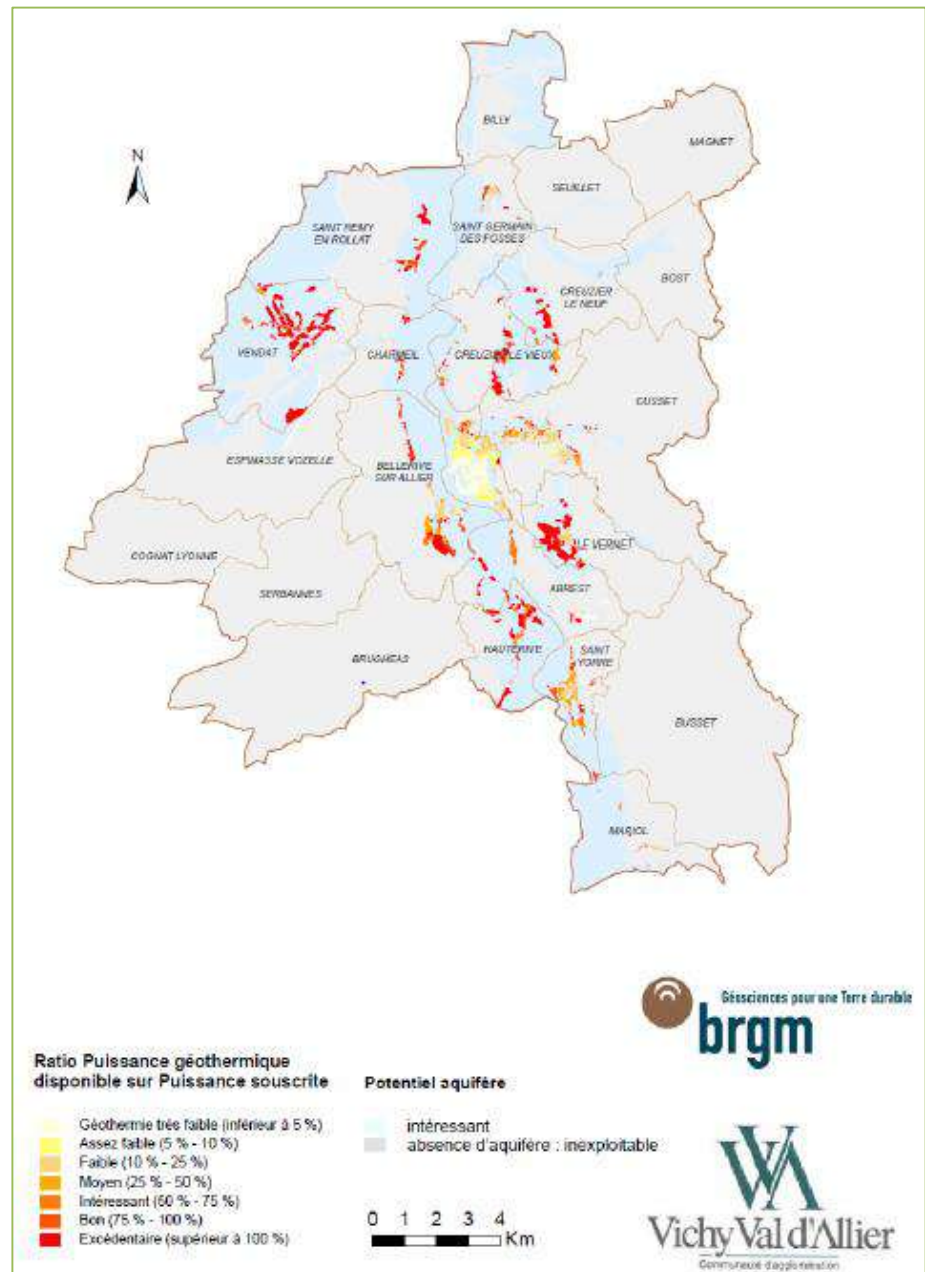 BILLY
MAGNET
N
SEUILLET
SAINT REMY
EN ROLLAT
SAINT GERMAIN
DES FOSSES
BOST
CREUZIER
LE NEUF
VENDAT
CHARMEIL
CREUZIER LE VIEUX
CUSSET
ESPINASSE VOZELLE
BELLERIVE
SUR ALLIER
LE VERNET
COGNAT LYONNE
ABREST
SERBANNES
HAUTERIVE
SAINT
YORRE
BRUGHEAS
BUSSET
MARIOL
Géosciences pour une Terre durable
brgm
Ratio Puissance géothermique
disponible sur Puissance souscrite
Géothermie très faible (inférieur à 5 %)
Assez faible (5 % - 10 %)
Faible (10 % - 25 %)
Moyen (25 % - 50 %)
Intéressant (50 % - 75 %)
Bon (75 % - 100 %)
Excédentaire (supérieur à 100 %)
Potentiel aquifère
intéressant
absence d'aquifère : inexploitable
0 1 2 3 4
Km
VVA
Vichy Val d'Allier
Communauté d'agglomération